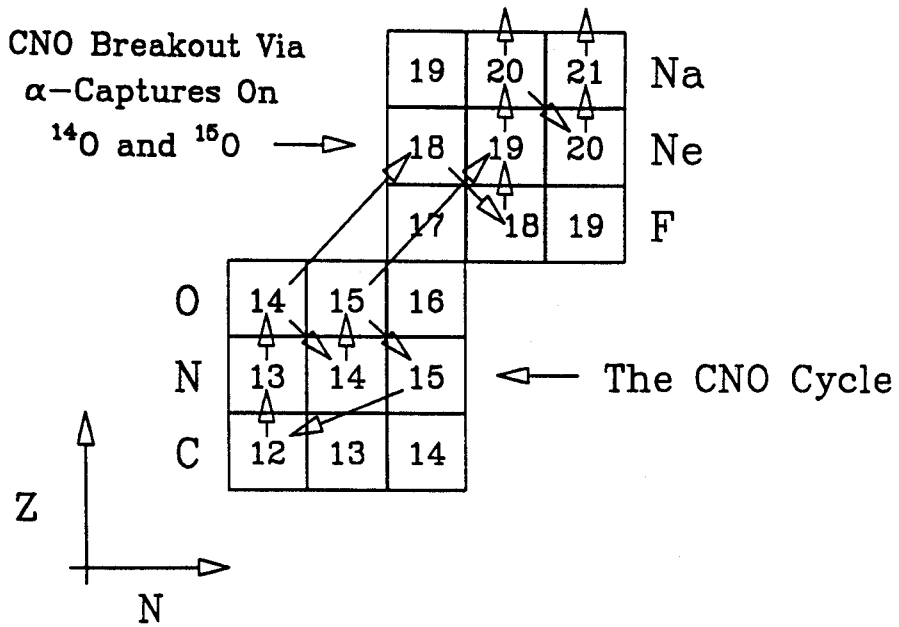 CNO Breakout Via
α-Captures On
¹⁴O and ¹⁵O
19 20 21 Na
18 19 20 Ne
17 18 19 F
O 14 15 16
N 13 14 15
The CNO Cycle
C 12 13 14
Z
N